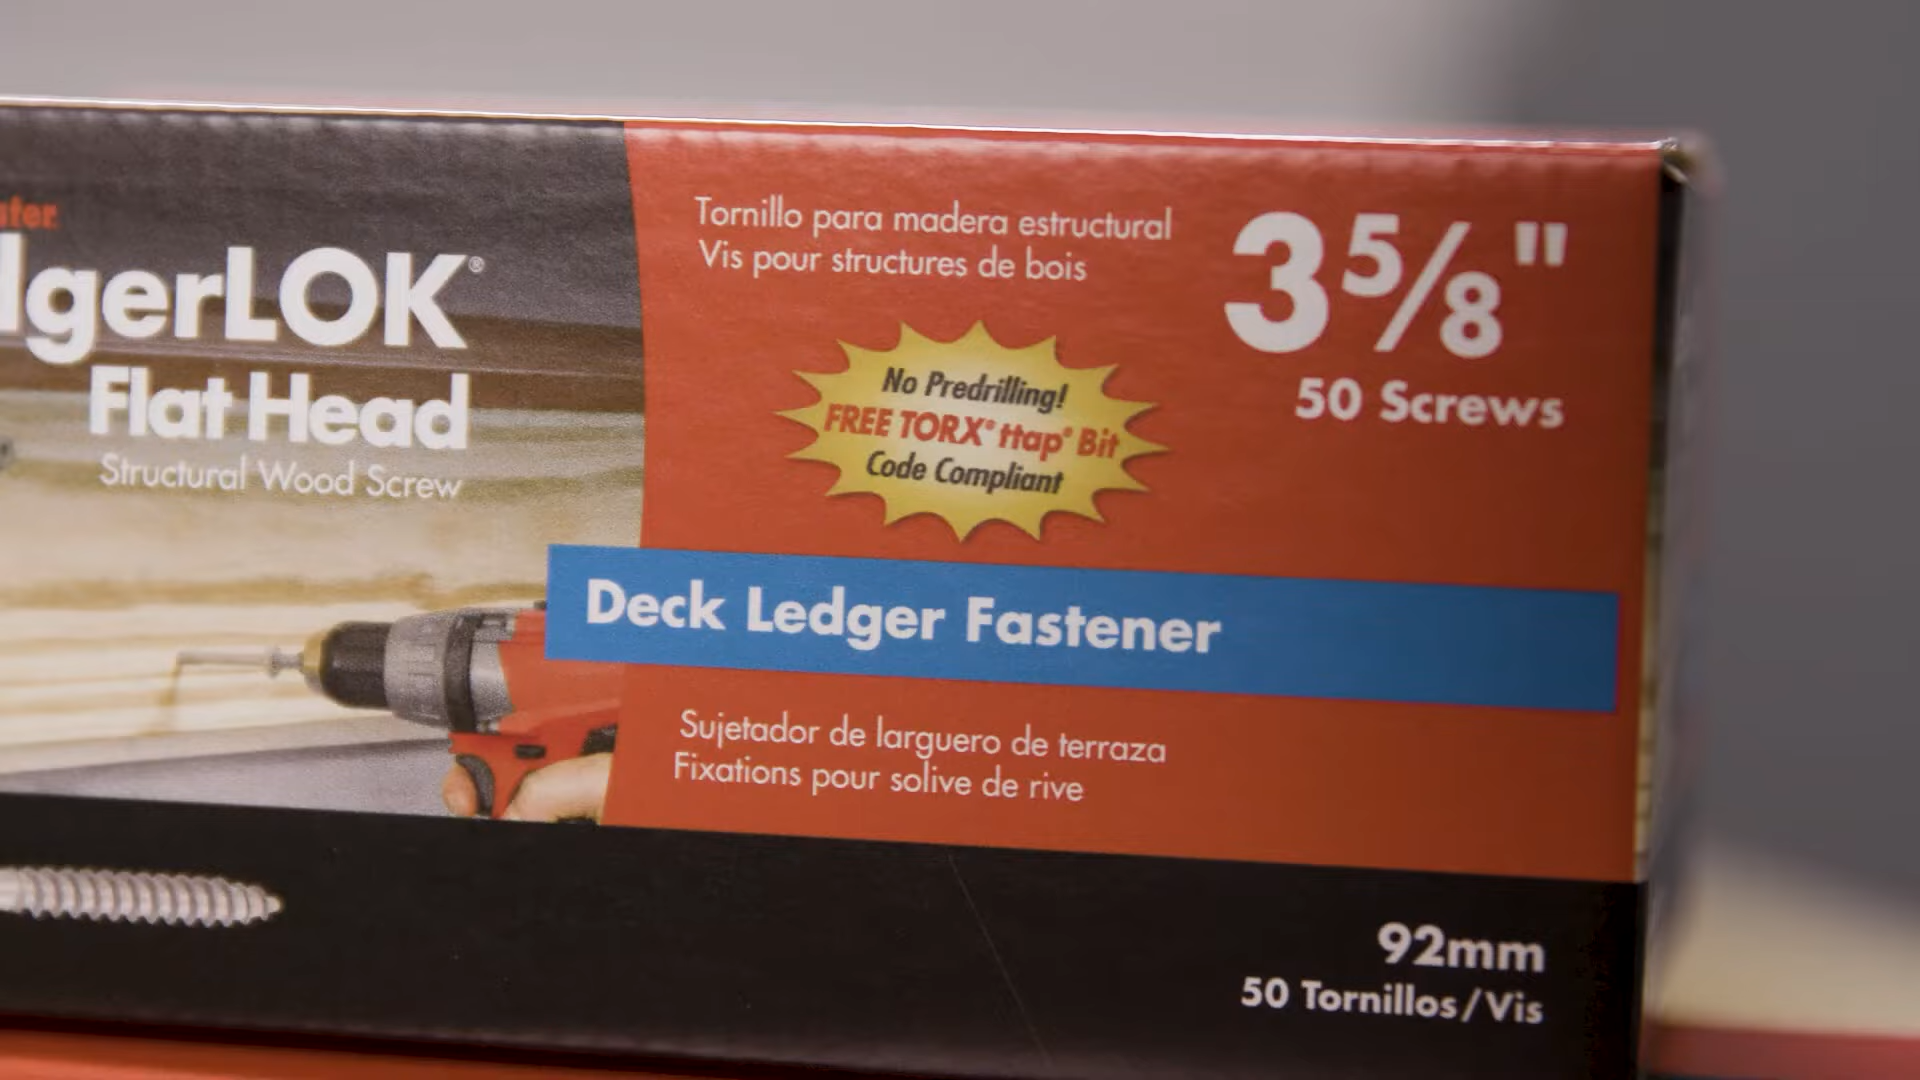 LOK®
Flat Head
Structural Wood Screw
Tornillo para madera estructural
Vis pour structures de bois
3 5/8"
50 Screws
No Predrilling!
FREE TORX® ttap® Bit
Code Compliant
Deck Ledger Fastener
Sujetador de larguero de terraza
Fixations pour solive de rive
92mm
50 Tornillos/Vis